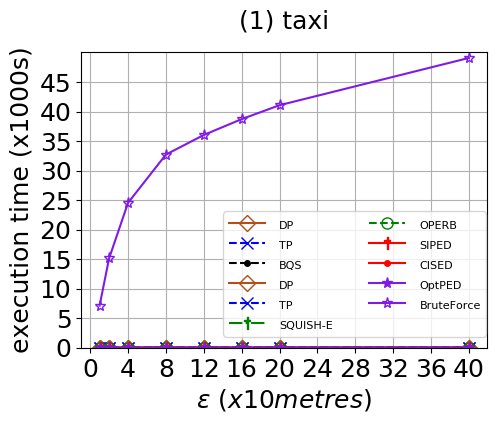 (1) taxi
execution time (x1000s)
45
40
35
30
25
20
15
10
5
0
DP
TP
BQS
DP
TP
SQUISH-E
OPERB
SIPED
CISED
OptPED
BruteForce
0 4 8 12 16 20 24 28 32 36 40
ε (x10metres)